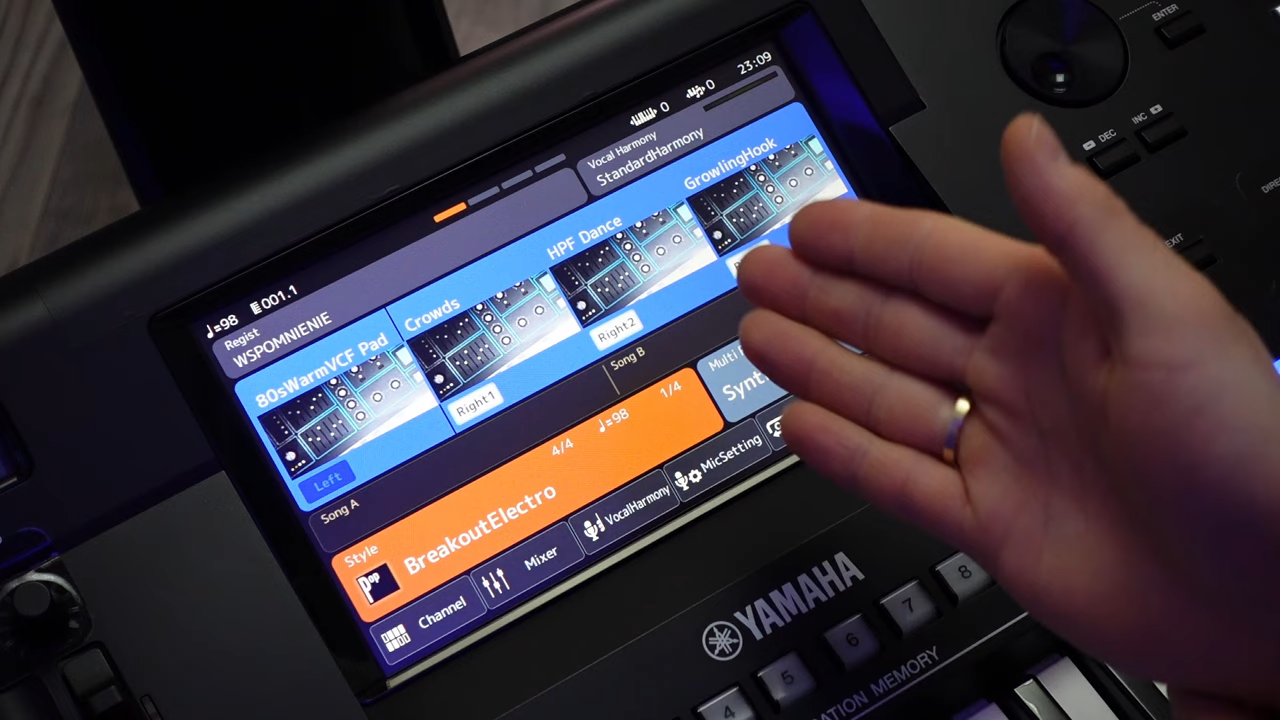 23:09
0
0
Vocal Harmony
StandardHarmony
♩=98
001.1
Regist
WSPOMNIENIE
80sWarmVCF Pad
Crowds
HPF Dance
GrowlingHook
Left
Right1
Right2
Song A
Song B
Style
BreakoutElectro
4/4
♩=98
1/4
Multi
Synt
Pop
Channel
Mixer
VocalHarmony
MicSetting
YAMAHA
4
5
6
7
8
ATION MEMORY
ENTER
DEC
INC
EXIT